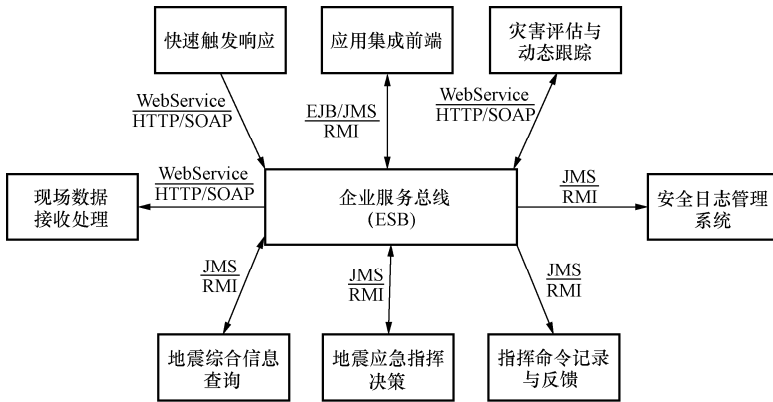 快速触发响应
应用集成前端
灾害评估与
动态跟踪
WebService
HTTP/SOAP
EJB/JMS
RMI
WebService
HTTP/SOAP
现场数据
接收处理
WebService
HTTP/SOAP
企业服务总线
(ESB)
JMS
RMI
安全日志管理
系统
JMS
RMI
JMS
RMI
JMS
RMI
地震综合信息
查询
地震应急指挥
决策
指挥命令记录
与反馈